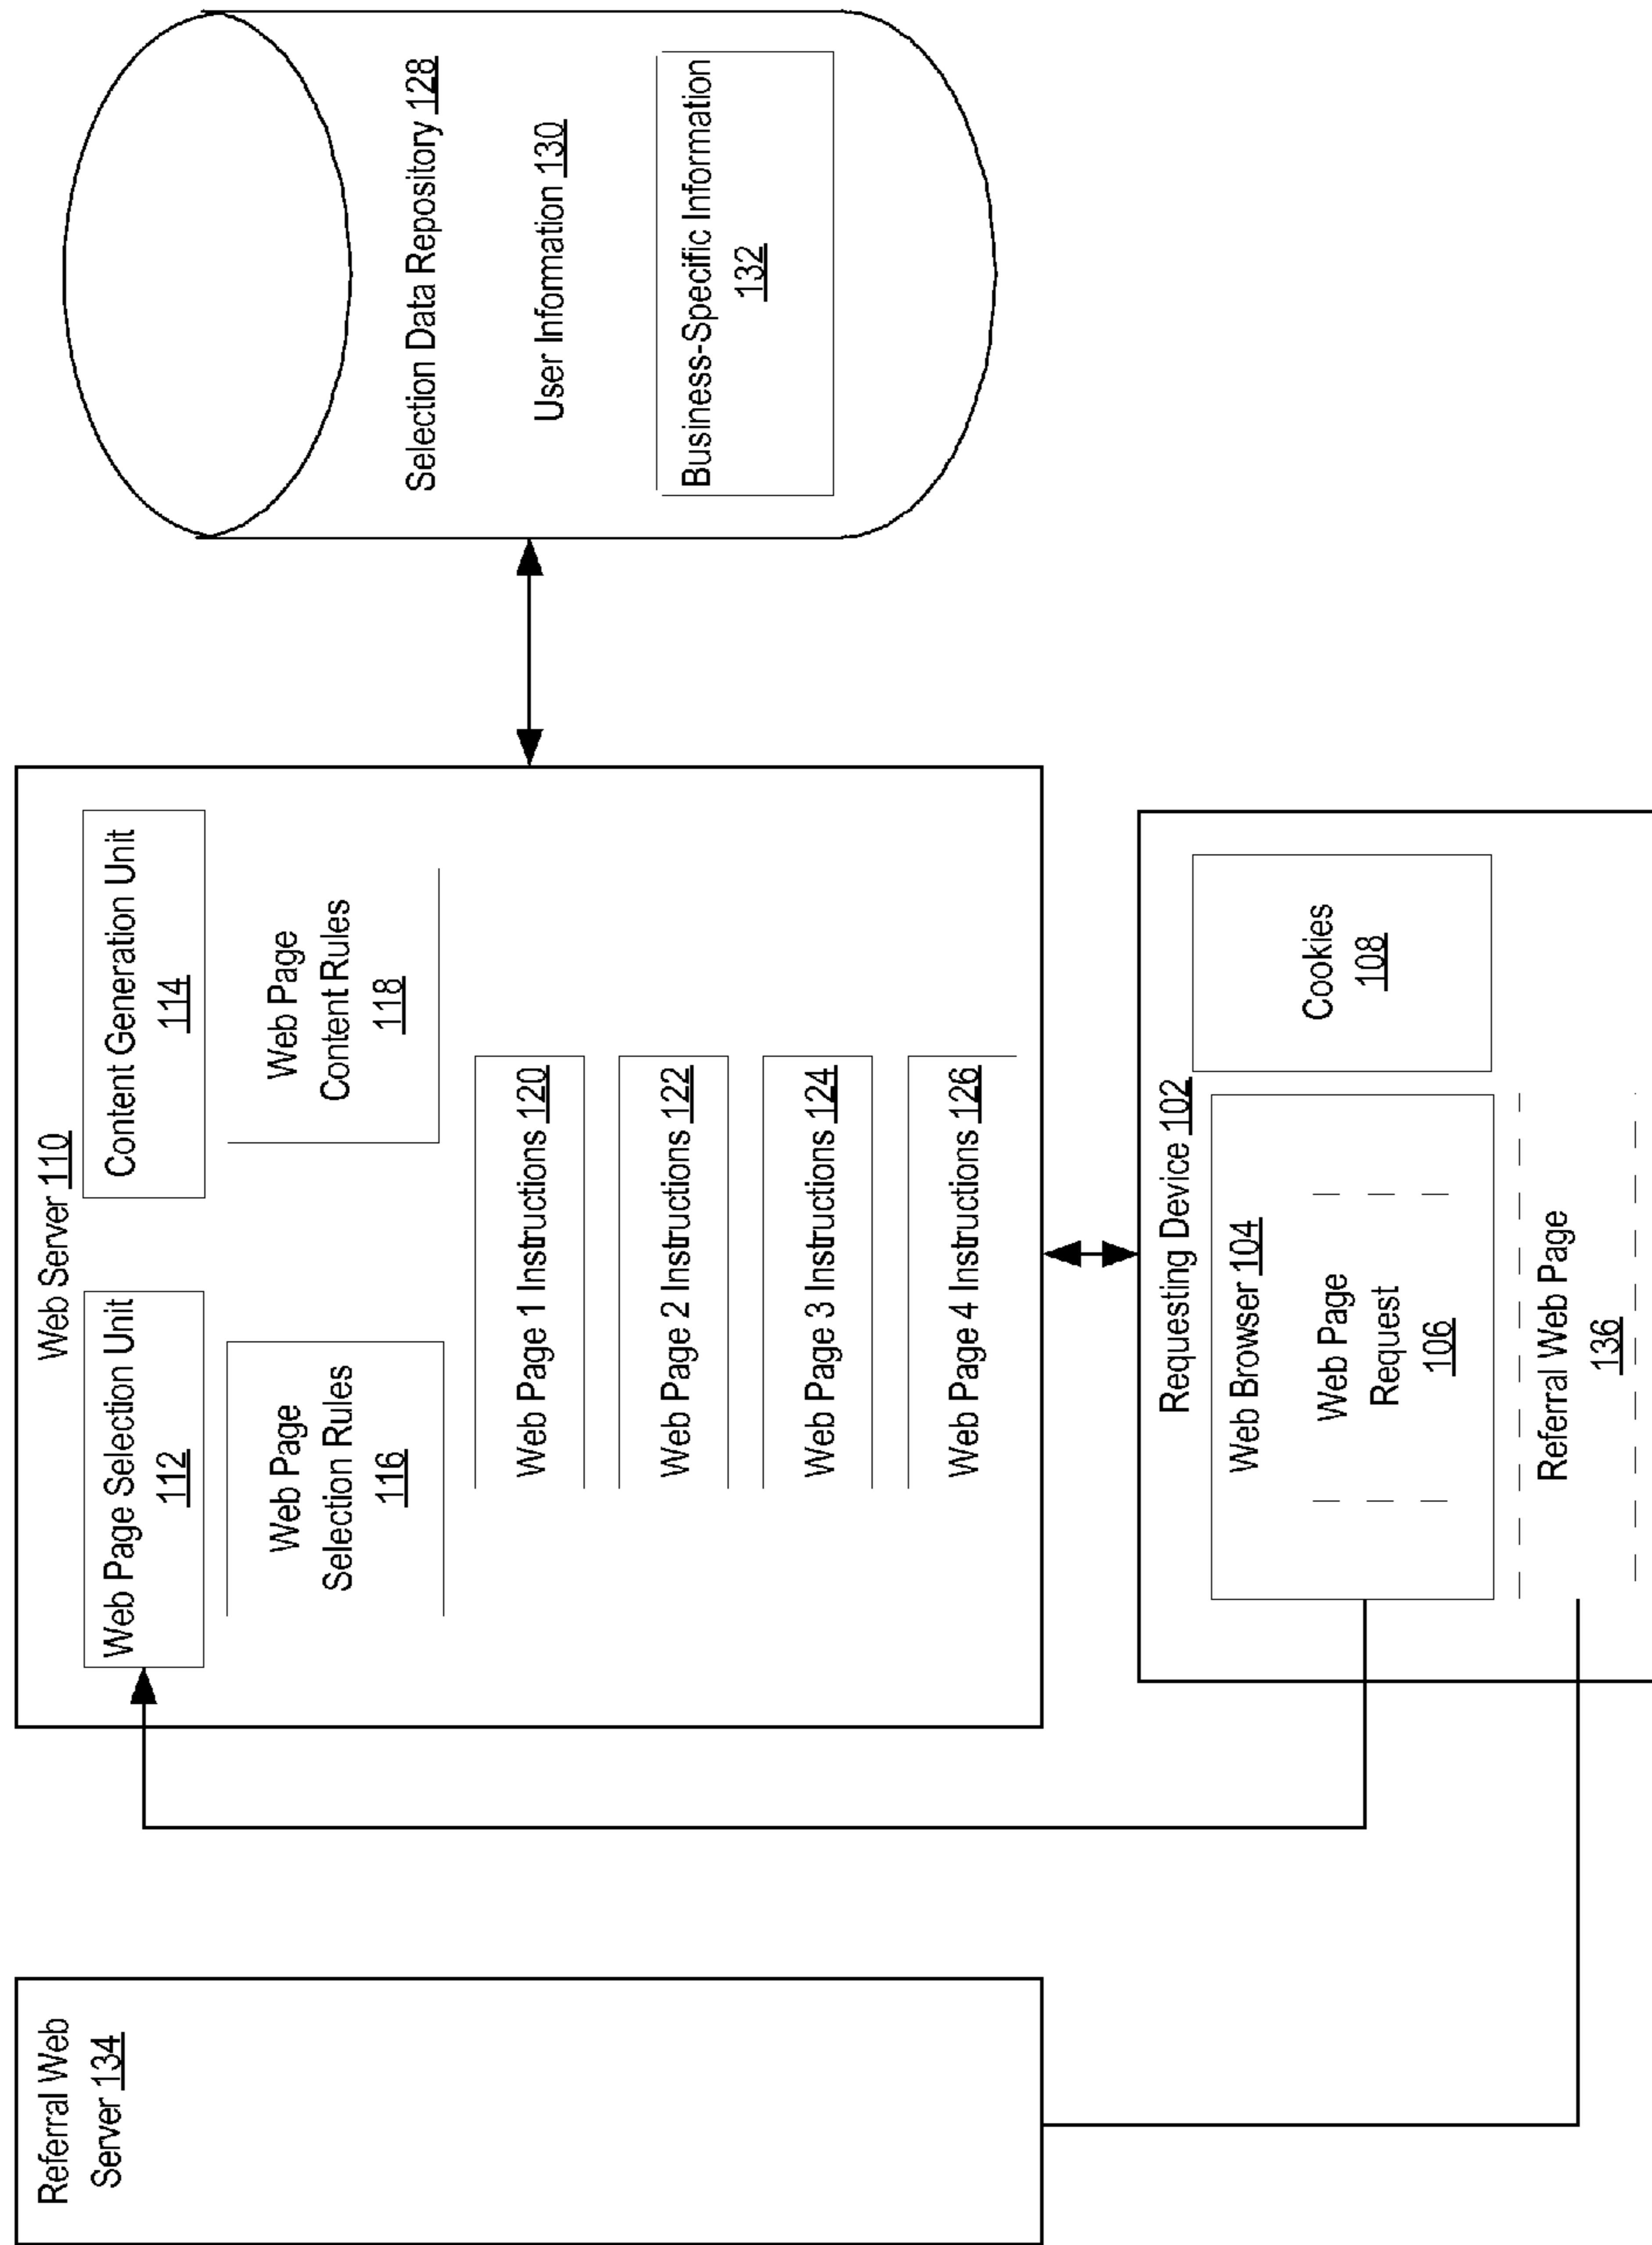 Referral Web
Server 134
Web Server 110
Web Page Selection Unit
112
Content Generation Unit
114
Web Page
Selection Rules
116
Web Page
Content Rules
118
Web Page 1 Instructions 120
Web Page 2 Instructions 122
Web Page 3 Instructions 124
Web Page 4 Instructions 126
Selection Data Repository 128
User Information 130
Business-Specific Information
132
Requesting Device 102
Web Browser 104
Web Page
Request
106
Cookies
108
Referral Web Page
136